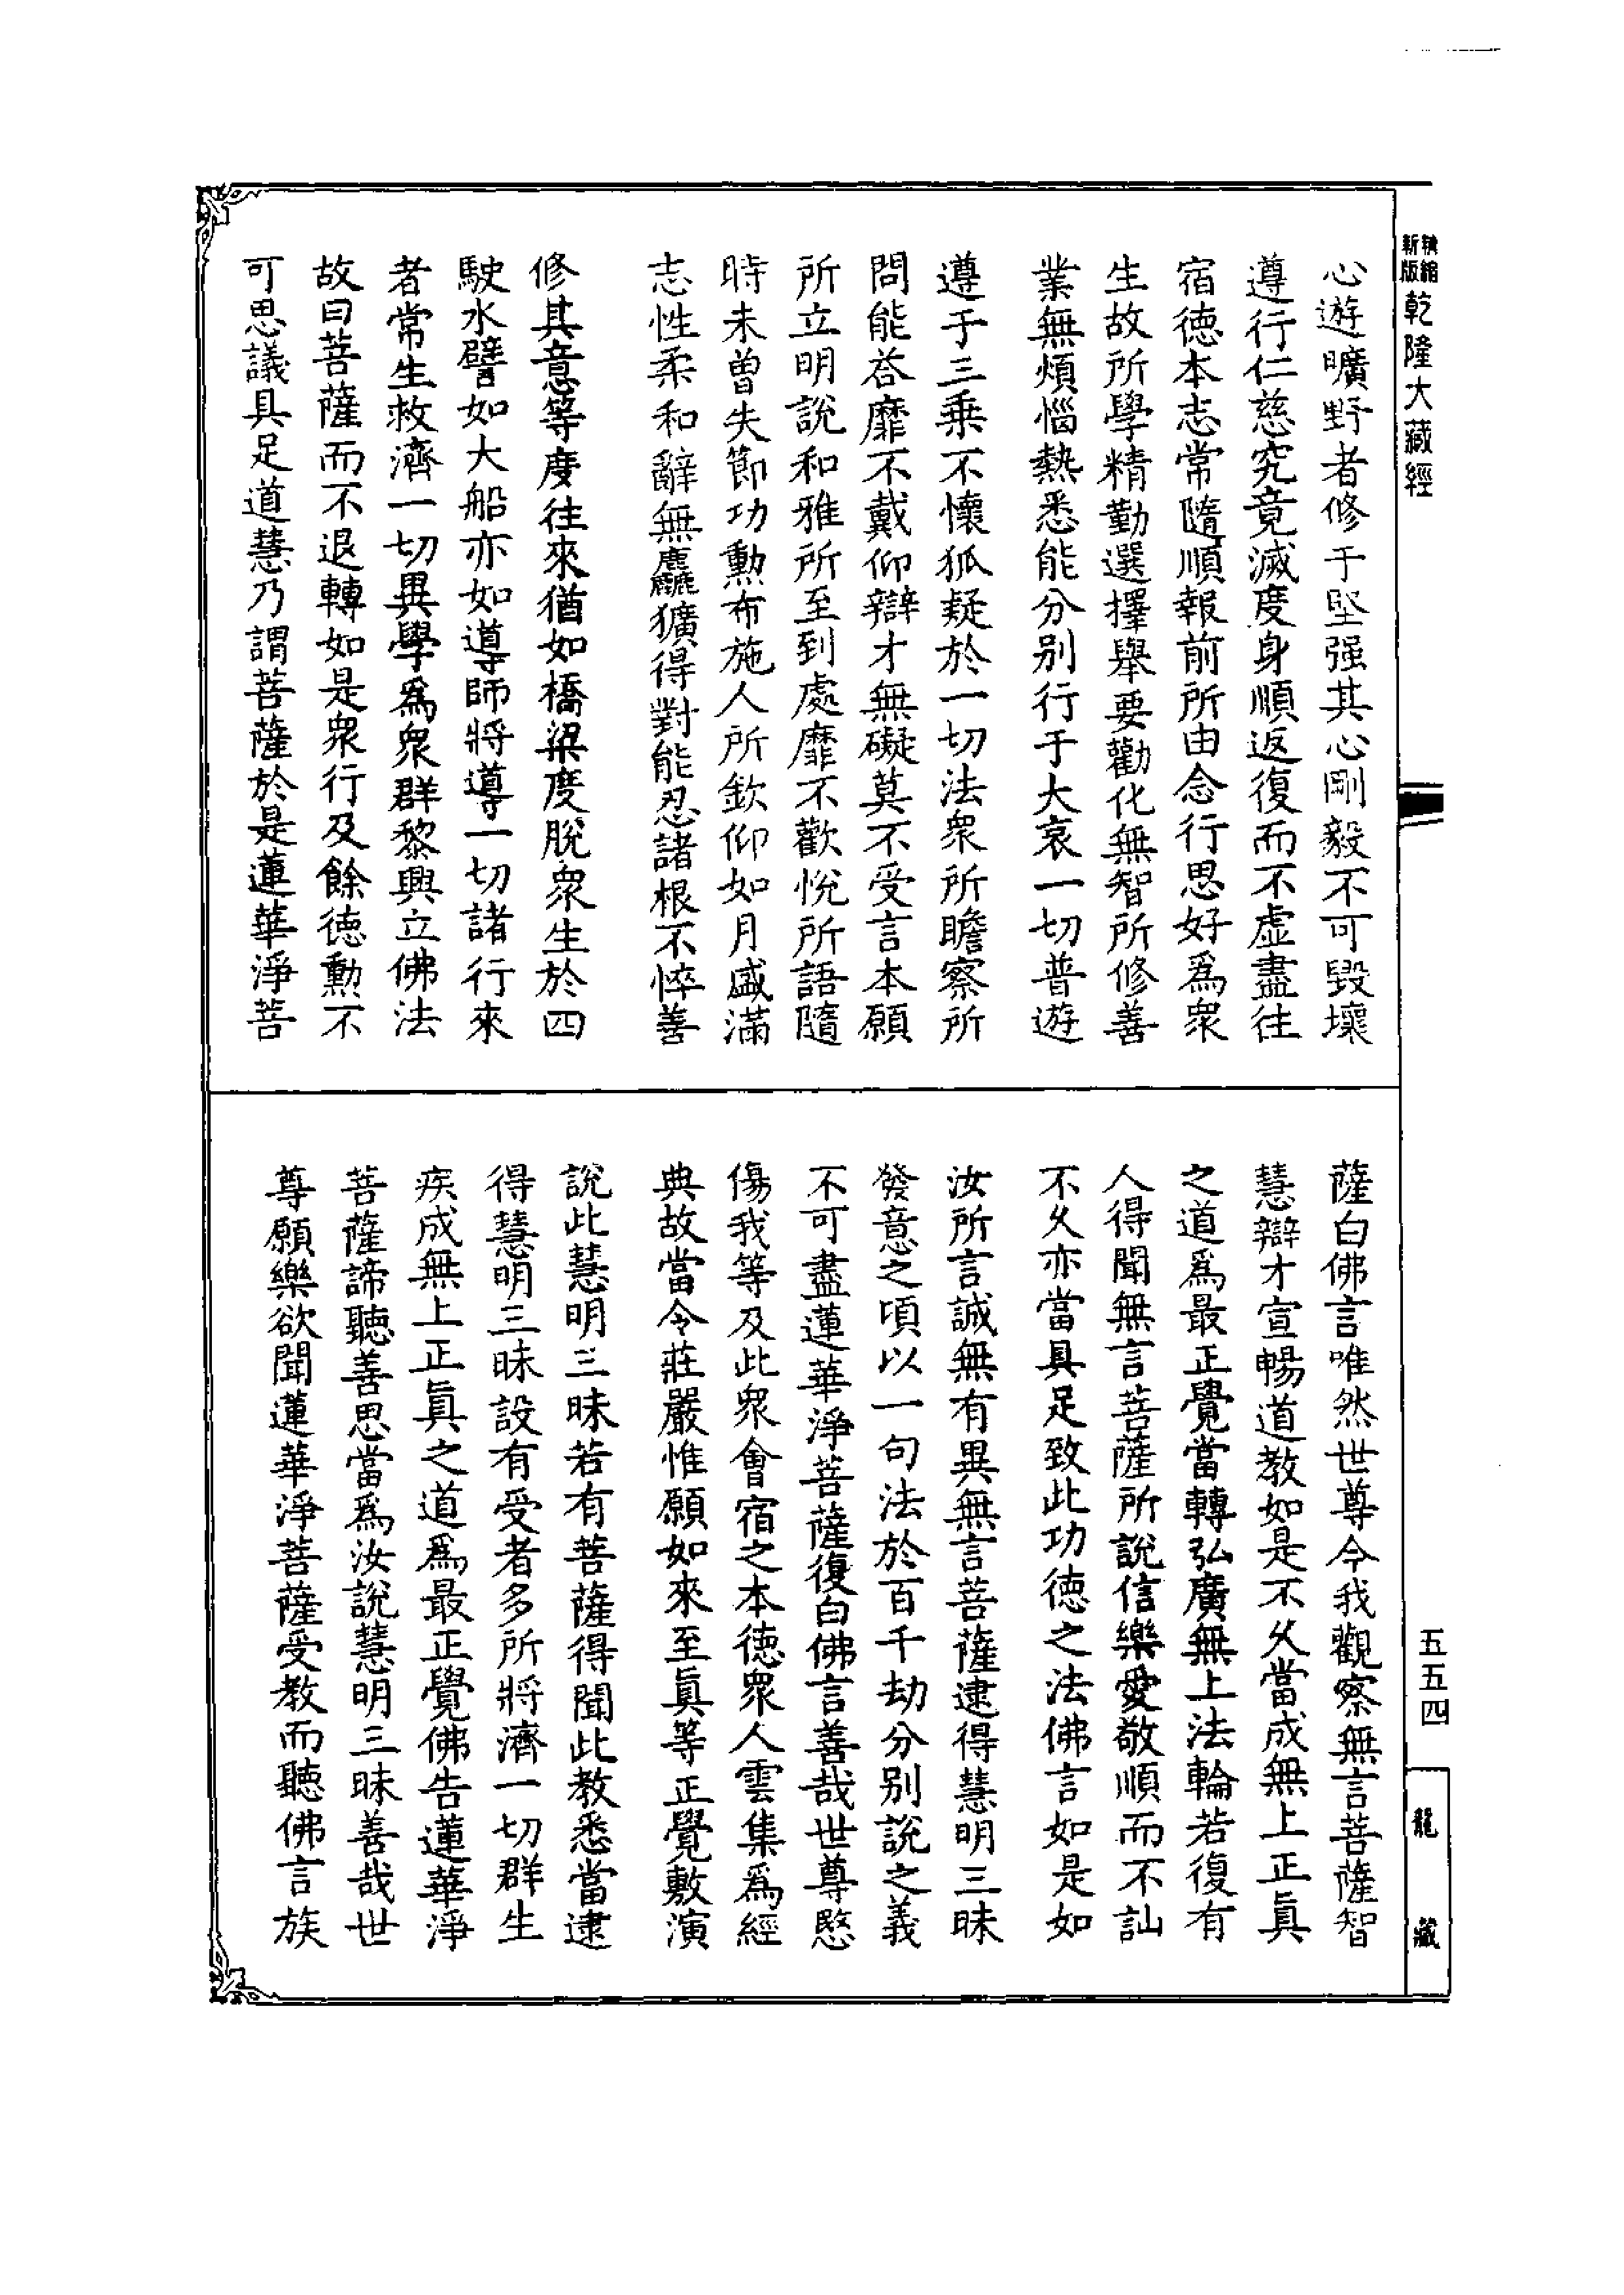 新版
精縮
乾隆大藏經
心遊曠野者修于堅强其心剛毅不可毀壞
遵行仁慈究竟滅度身順返復而不虛盡往
宿德本志常隨順報前所由念行思好爲衆
生故所學精勤選擇舉要勸化無智所修善
業無煩惱熱悉能分別行于大哀一切普遊
遵于三乘不懷狐疑於一切法衆所瞻察所
問能答靡不戴仰辯才無礙莫不受言本願
所立明說和雅所至到處靡不歡悅所語隨
時未曾失節功勳布施人所欽仰如月盛滿
志性柔和辭無麤獷得對能忍諸根不悴善
修其意等度往來猶如橋梁度脫衆生於四
駛水譬如大船亦如導師將導一切諸行來
者常生救濟一切異學爲衆群黎興立佛法
故曰菩薩而不退轉如是衆行及餘德勳不
可思議具足道慧乃謂菩薩於是蓮華淨菩
薩白佛言唯然世尊今我觀察無言菩薩智
慧辯才宣暢道教如是不久當成無上正眞
之道爲最正覺當轉弘廣無上法輪若復有
人得聞無言菩薩所說信樂愛敬順而不訕
不久亦當具足致此功德之法佛言如是如
汝所言誠無有異無言菩薩逮得慧明三昧
發意之頃以一句法於百千劫分別說之義
不可盡蓮華淨菩薩復白佛言善哉世尊愍
傷我等及此衆會宿之本德衆人雲集爲經
典故當令莊嚴惟願如來至眞等正覺敷演
說此慧明三昧若有菩薩得聞此教悉當逮
得慧明三昧設有受者多所將濟一切群生
疾成無上正眞之道爲最正覺佛告蓮華淨
菩薩諦聽善思當爲汝說慧明三昧善哉世
尊願樂欲聞蓮華淨菩薩受教而聽佛言族
五五四
龍藏